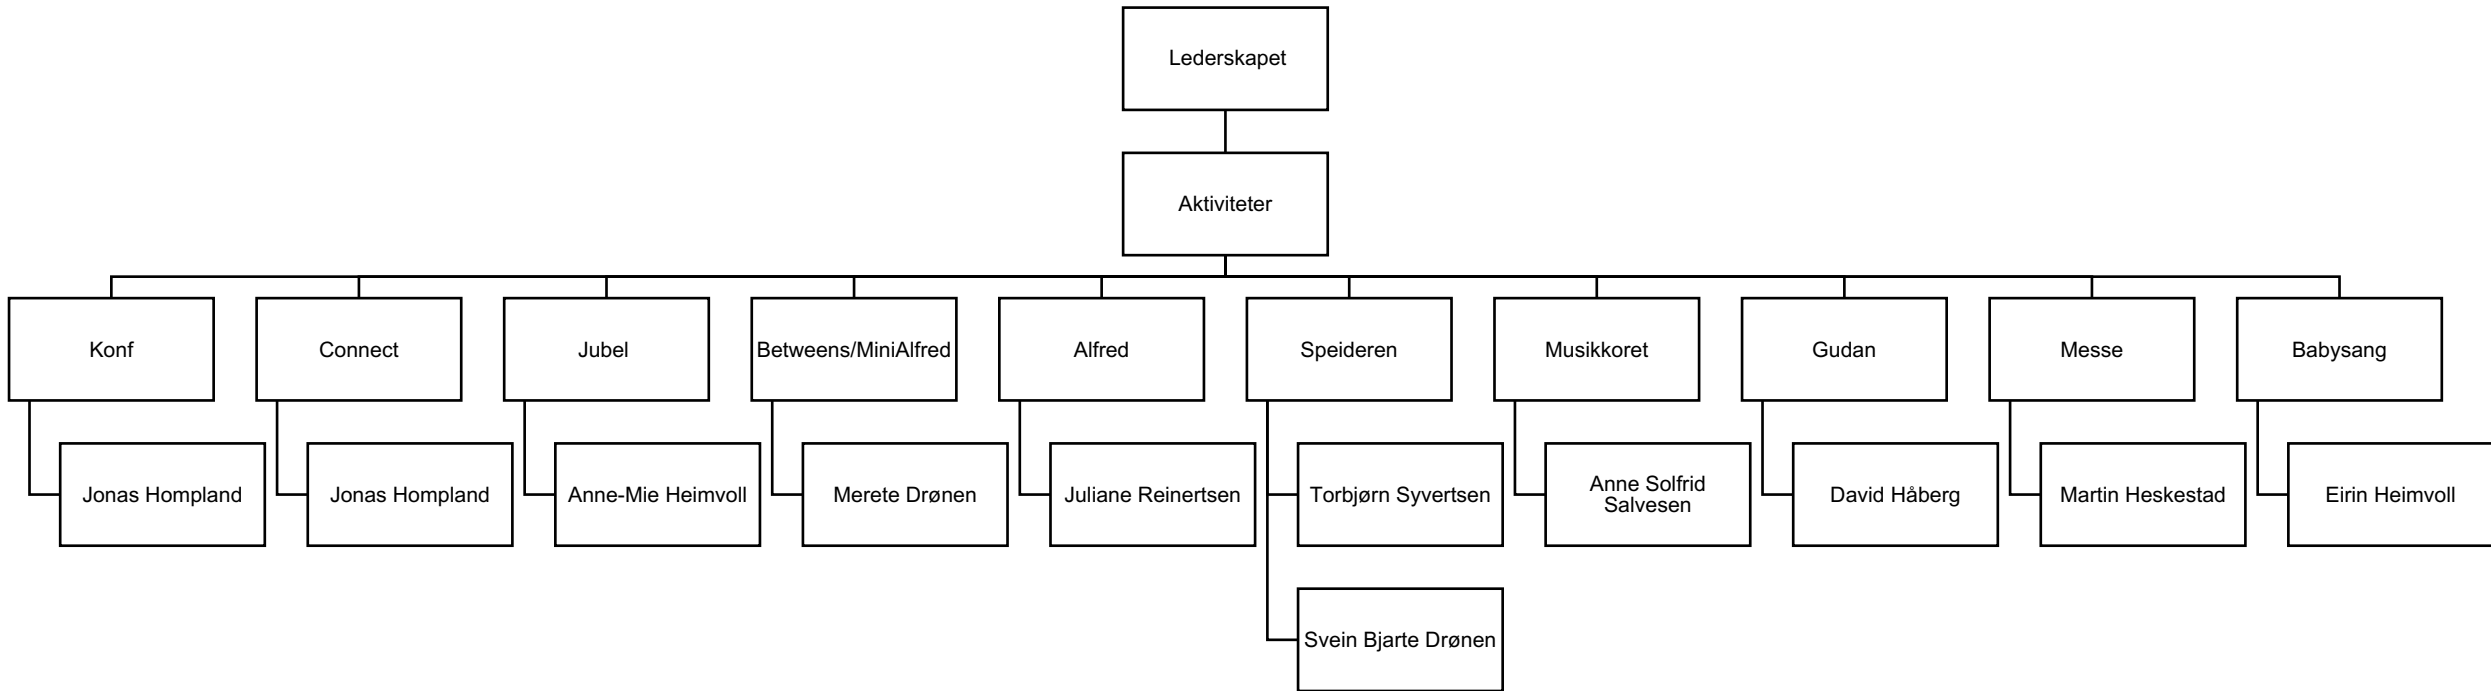 Lederskapet
Aktiviteter
Konf
Connect
Jubel
Betweens/MiniAlfred
Alfred
Speideren
Musikkoret
Gudan
Messe
Babysang
Jonas Hompland
Jonas Hompland
Anne-Mie Heimvoll
Merete Drønen
Juliane Reinertsen
Torbjørn Syvertsen
Anne Solfrid
Salvesen
David Håberg
Martin Heskestad
Eirin Heimvoll
Svein Bjarte Drønen